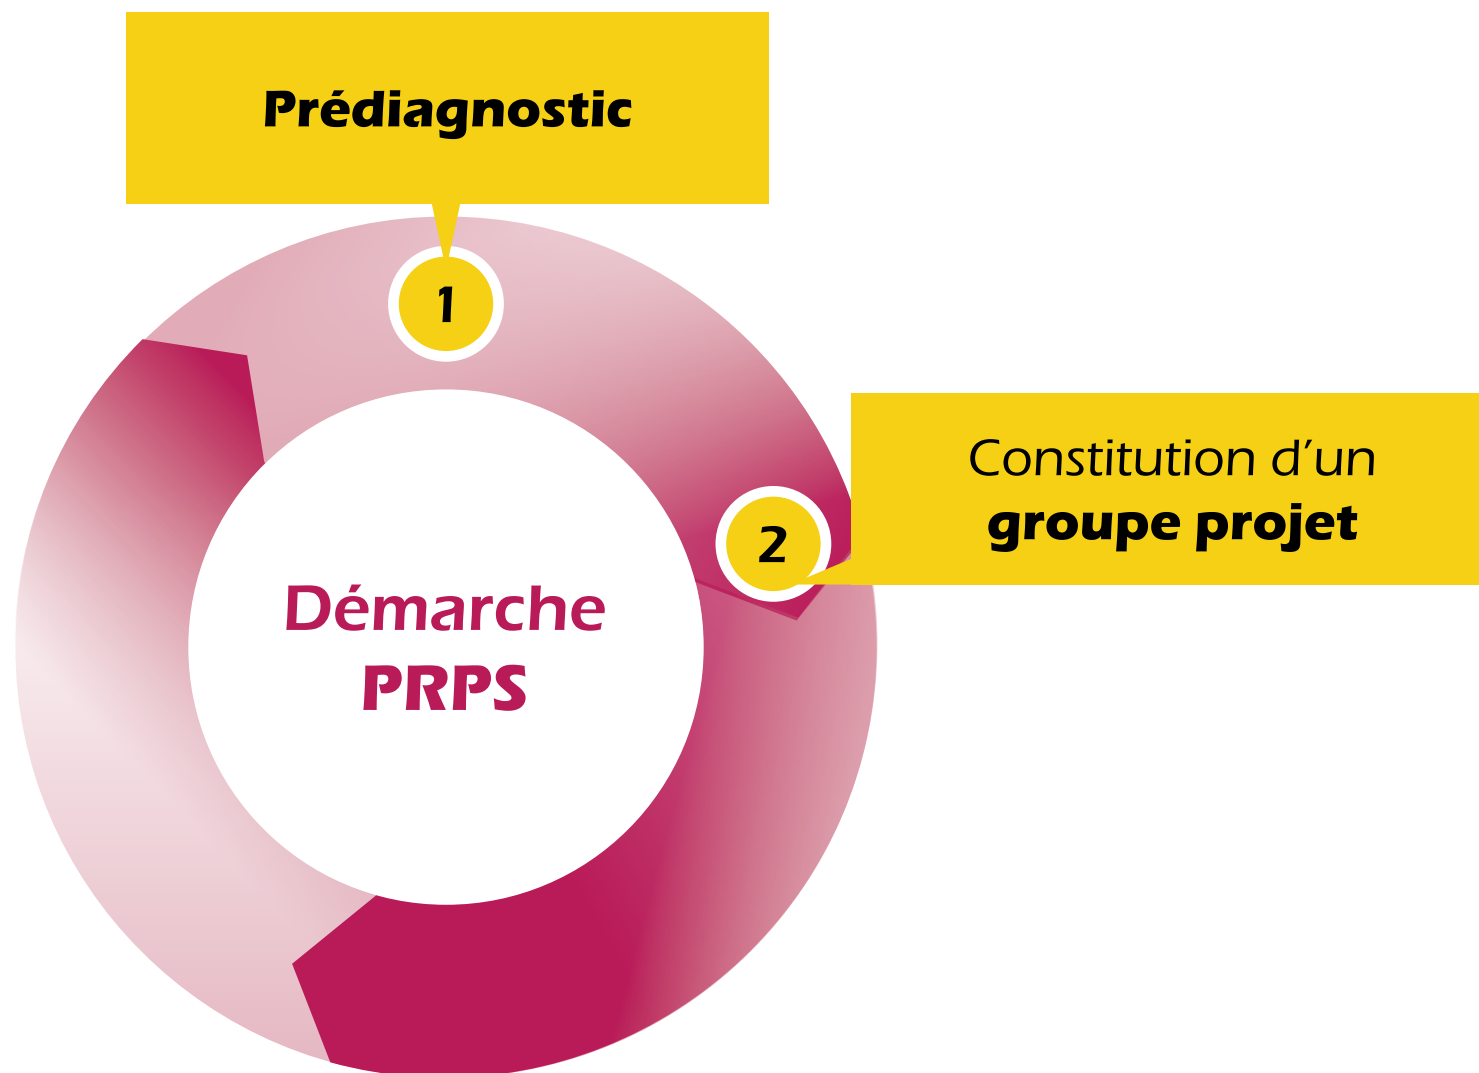 Prédiagnostic
1
Constitution d’un
groupe projet
2
Démarche
PRPS